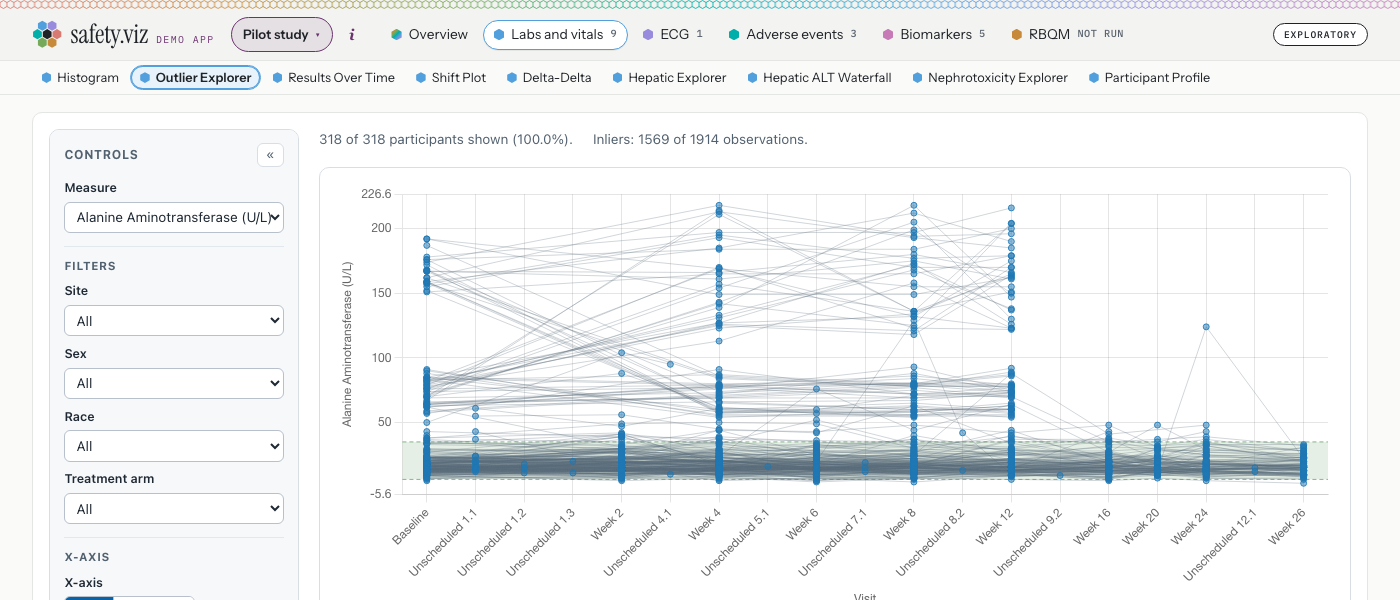 safety.viz DEMO APP Pilot study i Overview Labs and vitals 9 ECG 1 Adverse events 3 Biomarkers 5 RBQM NOT RUN EXPLORATORY
Histogram Outlier Explorer Results Over Time Shift Plot Delta-Delta Hepatic Explorer Hepatic ALT Waterfall Nephrotoxicity Explorer Participant Profile
CONTROLS «
Measure
Alanine Aminotransferase (U/L)
FILTERS
Site
All
Sex
All
Race
All
Treatment arm
All
X-AXIS
X-axis
318 of 318 participants shown (100.0%). Inliers: 1569 of 1914 observations.
Alanine Aminotransferase (U/L)
226.6
200
150
100
50
-5.6
Baseline
Unscheduled 1.1
Unscheduled 1.2
Unscheduled 1.3
Week 2
Unscheduled 4.1
Week 4
Unscheduled 5.1
Week 6
Unscheduled 7.1
Week 8
Unscheduled 8.2
Week 12
Unscheduled 9.2
Week 16
Week 20
Week 24
Unscheduled 12.1
Week 26
Visit